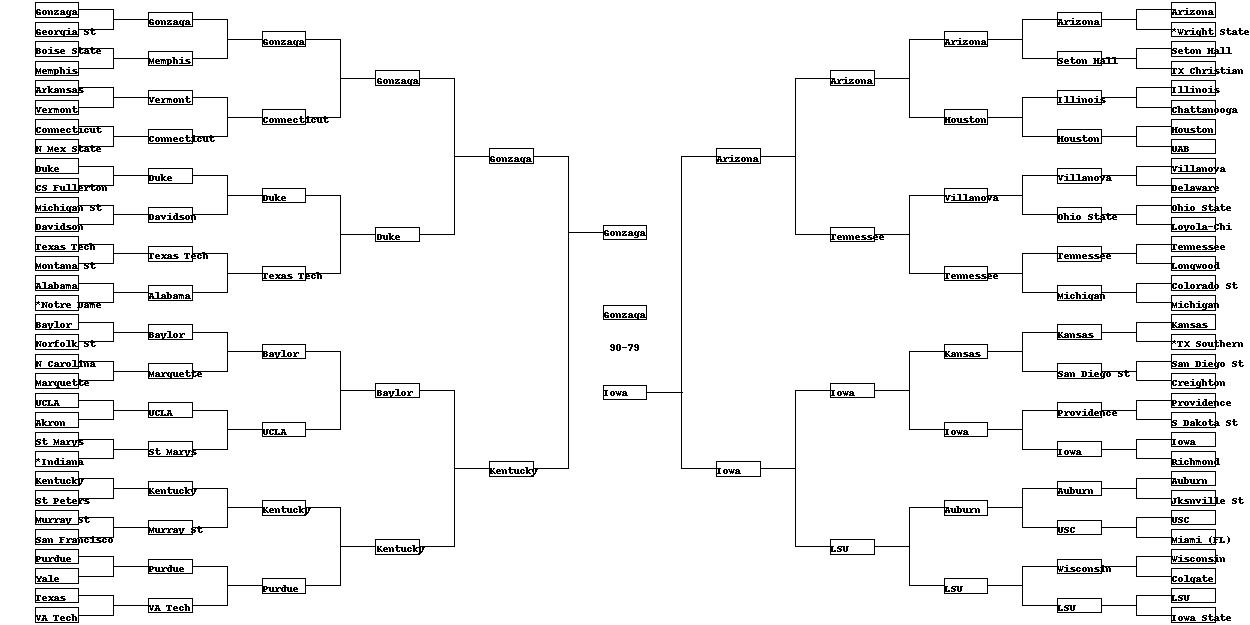 Gonzaga
Georgia St
Boise State
Memphis
Arkansas
Vermont
Connecticut
N Mex State
Duke
CS Fullerton
Michigan St
Davidson
Texas Tech
Montana St
Alabama
*Notre Dame
Baylor
Norfolk St
N Carolina
Marquette
UCLA
Akron
St Marys
*Indiana
Kentucky
St Peters
Murray St
San Francisco
Purdue
Yale
Texas
VA Tech
Gonzaga
Memphis
Vermont
Connecticut
Duke
Davidson
Texas Tech
Alabama
Baylor
Marquette
UCLA
St Marys
Kentucky
Murray St
Purdue
VA Tech
Gonzaga
Connecticut
Duke
Texas Tech
Baylor
UCLA
Kentucky
Purdue
Gonzaga
Duke
Baylor
Kentucky
Gonzaga
Kentucky
Gonzaga
Gonzaga
90-79
Iowa
Arizona
Iowa
Arizona
Tennessee
Iowa
LSU
Arizona
Houston
Villanova
Tennessee
Kansas
Iowa
Auburn
LSU
Arizona
Seton Hall
Illinois
Houston
Villanova
Ohio State
Tennessee
Michigan
Kansas
San Diego St
Providence
Iowa
Auburn
USC
Wisconsin
LSU
Arizona
*Wright State
Seton Hall
TX Christian
Illinois
Chattanooga
Houston
UAB
Villanova
Delaware
Ohio State
Loyola-Chi
Tennessee
Longwood
Colorado St
Michigan
Kansas
*TX Southern
San Diego St
Creighton
Providence
S Dakota St
Iowa
Richmond
Auburn
Jksnville St
USC
Miami (FL)
Wisconsin
Colgate
LSU
Iowa State